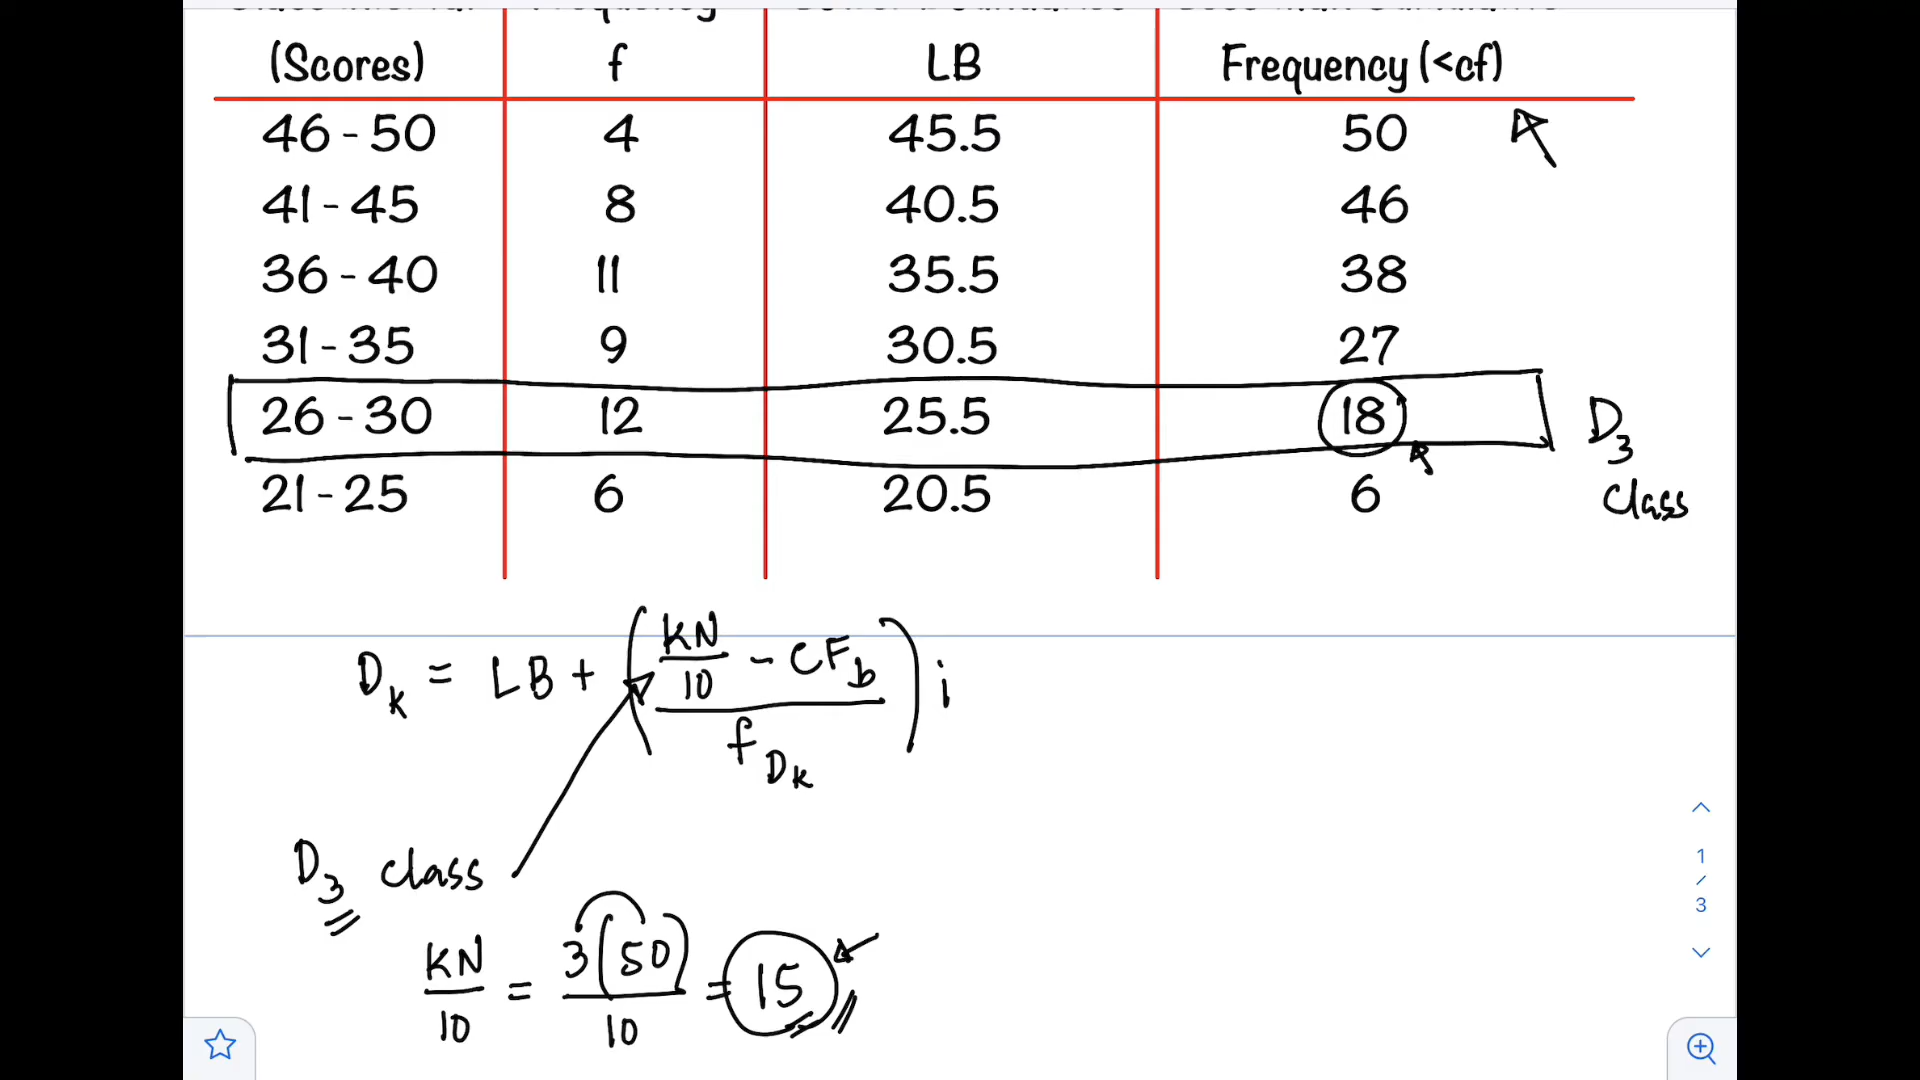 (Scores) f LB Frequency (<cf)
46 - 50 4 45.5 50
41 - 45 8 40.5 46
36 - 40 11 35.5 38
31 - 35 9 30.5 27
26 - 30 12 25.5 18 D3
21 - 25 6 20.5 6 class
Dk = LB + (KN/10 - CFb / fDk) i
D3 class
KN/10 = 3(50)/10 = 15
1
/
3